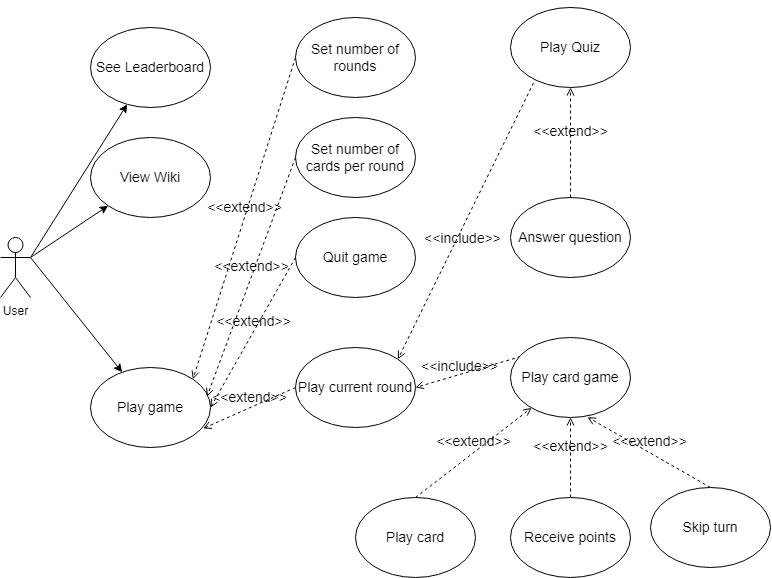 Set number of
rounds
Play Quiz
See Leaderboard
<<extend>>
Set number of
cards per round
View Wiki
<<extend>>
<<include>>
Answer question
Quit game
<<extend>>
User
<<extend>>
<<include>>
Play card game
Play current round
Play game
<<extend>>
<<extend>>
<<extend>>
<<extend>>
Play card
Receive points
Skip turn